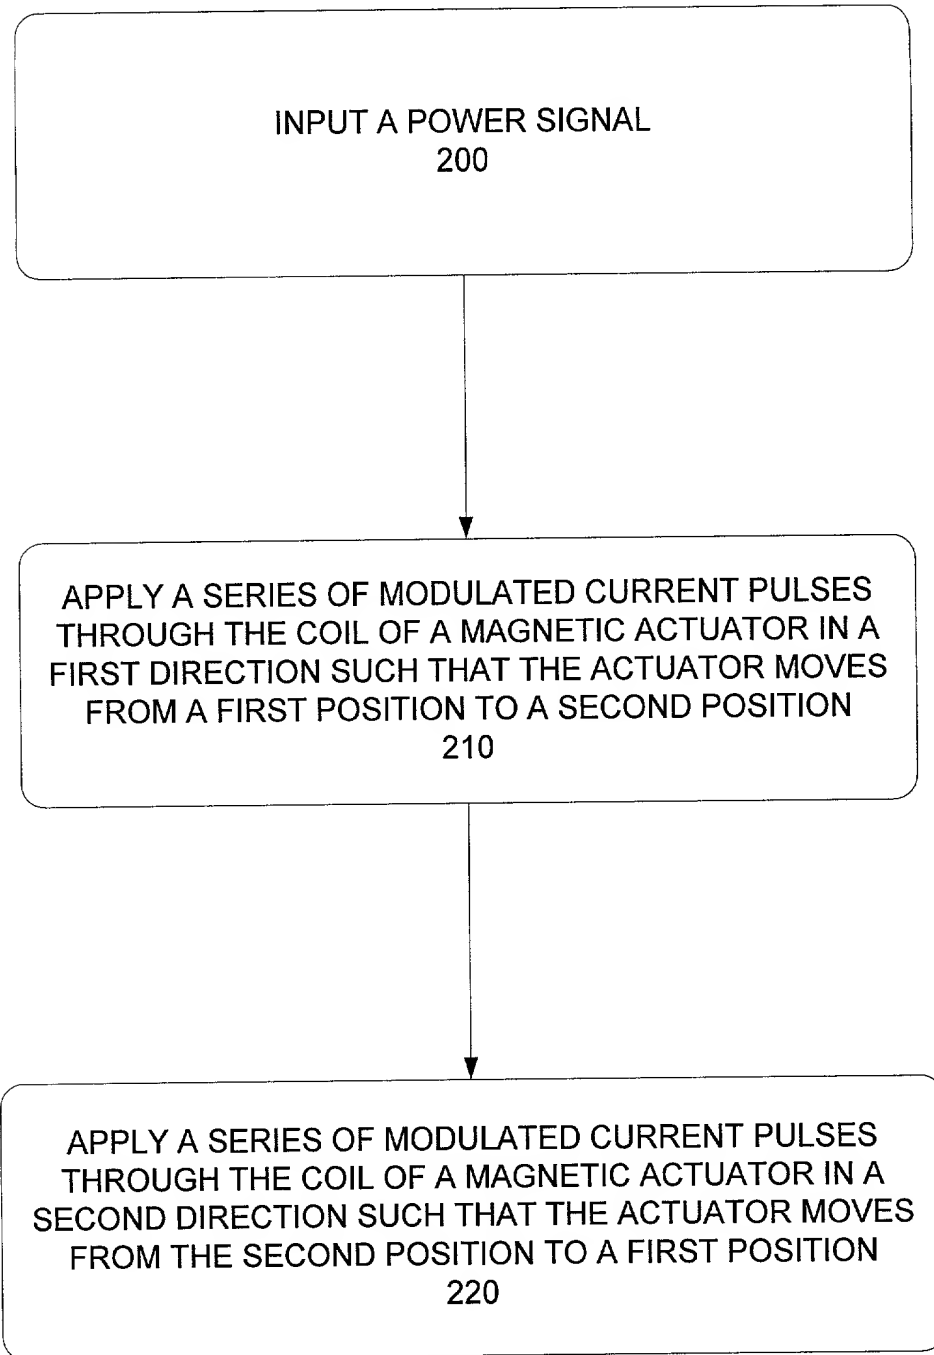 INPUT A POWER SIGNAL
200
APPLY A SERIES OF MODULATED CURRENT PULSES
THROUGH THE COIL OF A MAGNETIC ACTUATOR IN A
FIRST DIRECTION SUCH THAT THE ACTUATOR MOVES
FROM A FIRST POSITION TO A SECOND POSITION
210
APPLY A SERIES OF MODULATED CURRENT PULSES
THROUGH THE COIL OF A MAGNETIC ACTUATOR IN A
SECOND DIRECTION SUCH THAT THE ACTUATOR MOVES
FROM THE SECOND POSITION TO A FIRST POSITION
220